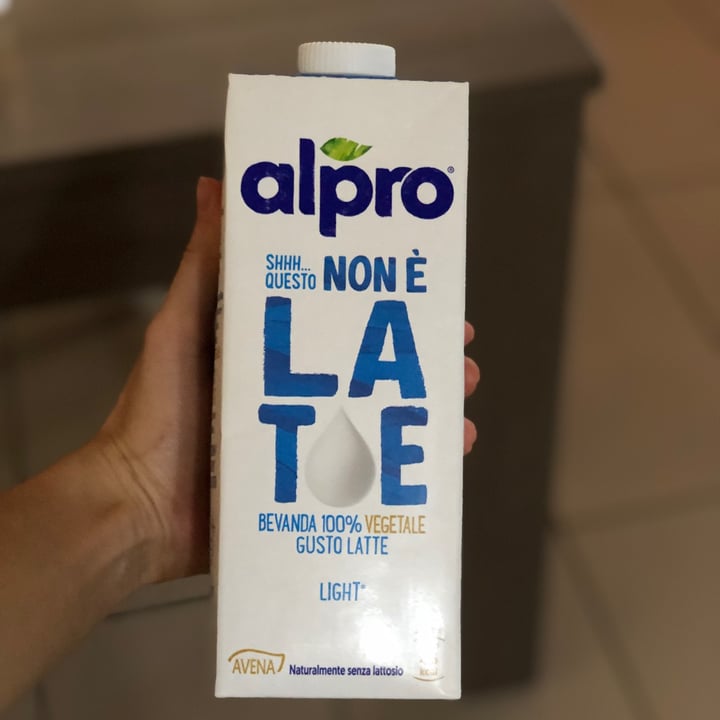 alpro®
SHHH...
QUESTO NON È
LA
TE
BEVANDA 100% VEGETALE
GUSTO LATTE
LIGHT*
AVENA
Naturalmente senza lattosio